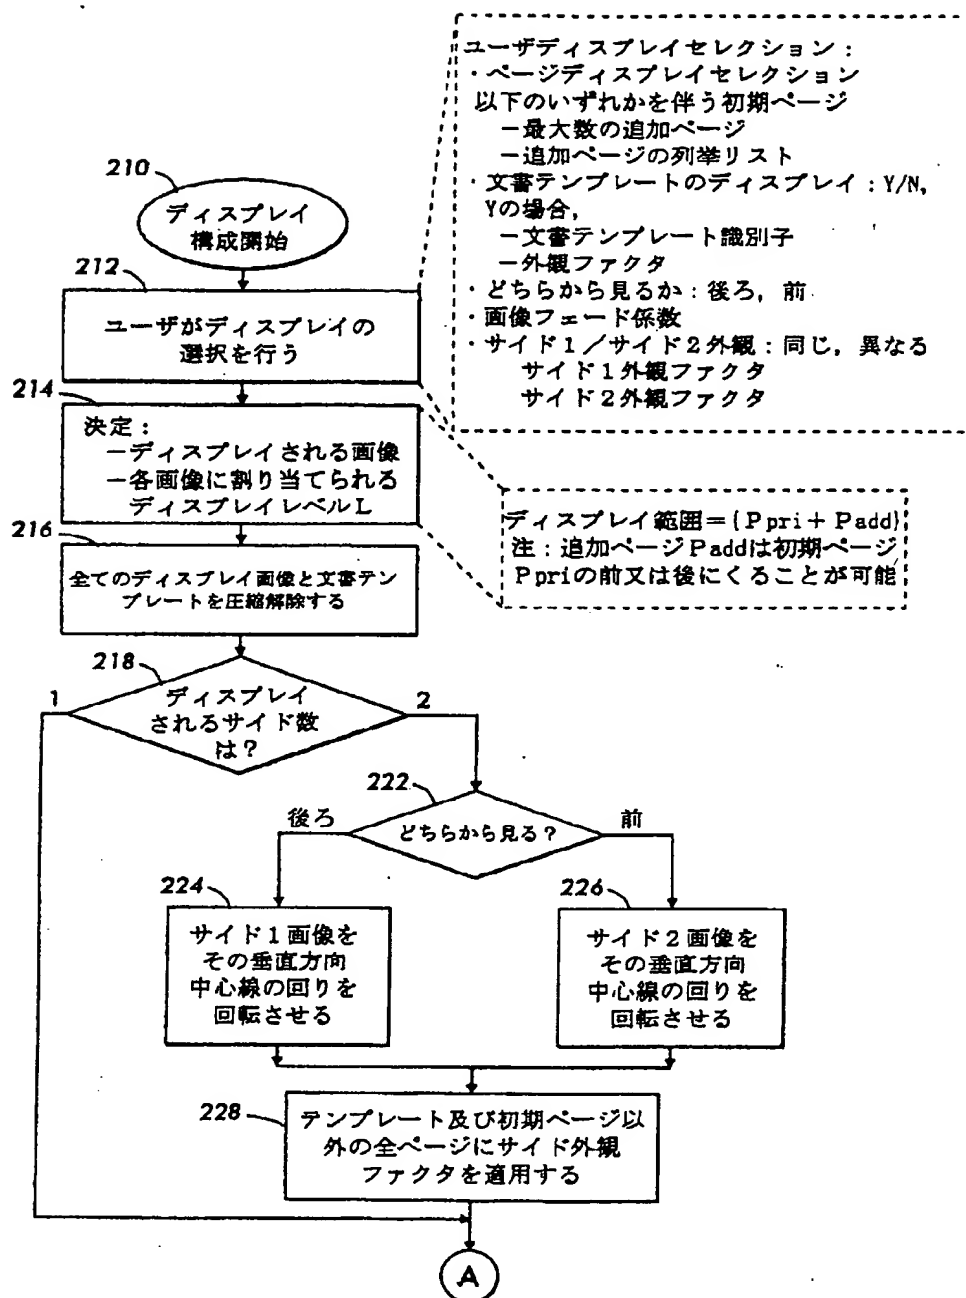 ユーザディスプレイセレクション：
・ページディスプレイセレクション
以下のいずれかを伴う初期ページ
－最大数の追加ページ
－追加ページの列挙リスト
・文書テンプレートのディスプレイ：Y/N,
Yの場合,
－文書テンプレート識別子
－外観ファクタ
・どちらから見るか：後ろ，前
・画像フェード係数
・サイド1／サイド2外観：同じ，異なる
サイド1外観ファクタ
サイド2外観ファクタ
210
ディスプレイ
構成開始
212
ユーザがディスプレイの
選択を行う
214
決定：
－ディスプレイされる画像
－各画像に割り当てられる
ディスプレイレベルL
ディスプレイ範囲＝{Ppri＋Padd}
注：追加ページPaddは初期ページ
Ppriの前又は後にくることが可能
216
全てのディスプレイ画像と文書テン
プレートを圧縮解除する
218
1
ディスプレイ
されるサイド数
は？
2
222
後ろ
どちらから見る？
前
224
サイド1画像を
その垂直方向
中心線の回りを
回転させる
226
サイド2画像を
その垂直方向
中心線の回りを
回転させる
228
テンプレート及び初期ページ以
外の全ページにサイド外観
ファクタを適用する
A